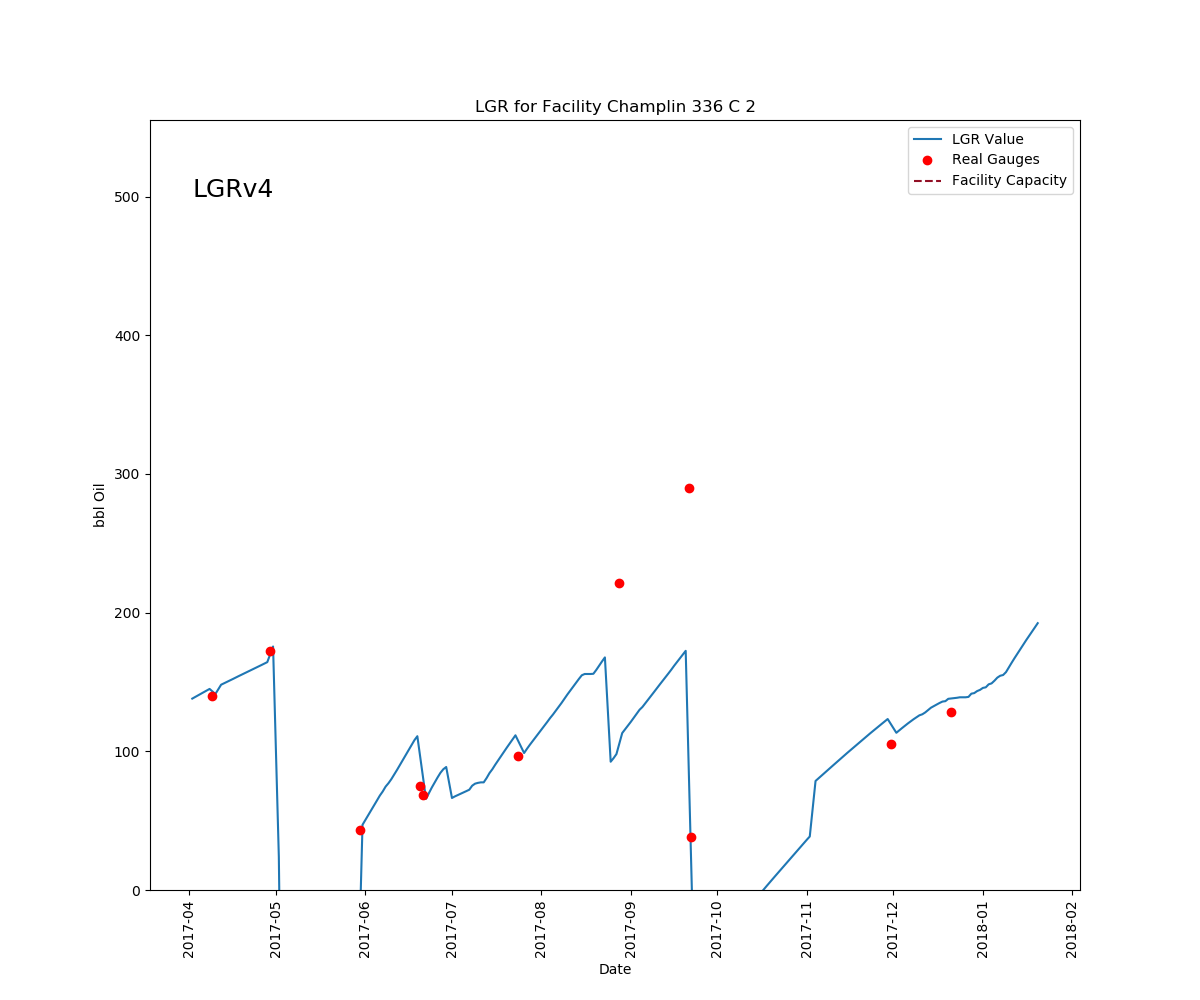 LGR for Facility Champlin 336 C 2
LGRv4
LGR Value
Real Gauges
Facility Capacity
500
400
300
200
100
0
bbl Oil
2017-04
2017-05
2017-06
2017-07
2017-08
2017-09
2017-10
2017-11
2017-12
2018-01
2018-02
Date